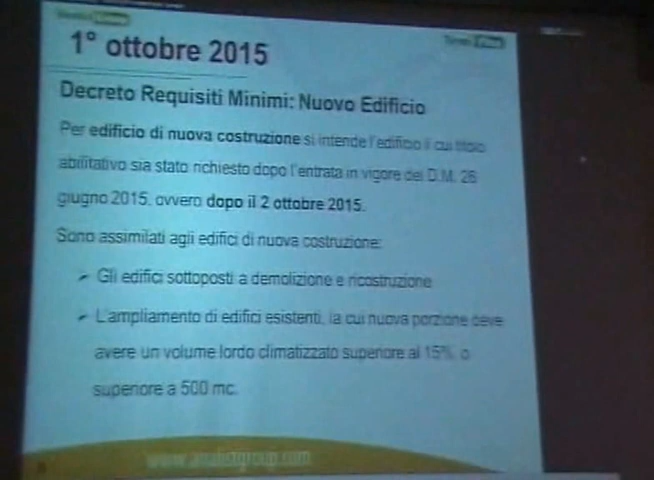 1° ottobre 2015
Decreto Requisiti Minimi: Nuovo Edificio
Per edificio di nuova costruzione si intende l'edificio il cui titolo
abilitativo sia stato richiesto dopo l'entrata in vigore del D.M. 26
giugno 2015, ovvero dopo il 2 ottobre 2015.
Sono assimilati agli edifici di nuova costruzione:
Gli edifici sottoposti a demolizione e ricostruzione
L'ampliamento di edifici esistenti, la cui nuova porzione deve
avere un volume lordo climatizzato superiore al 15% o
superiore a 500 mc.